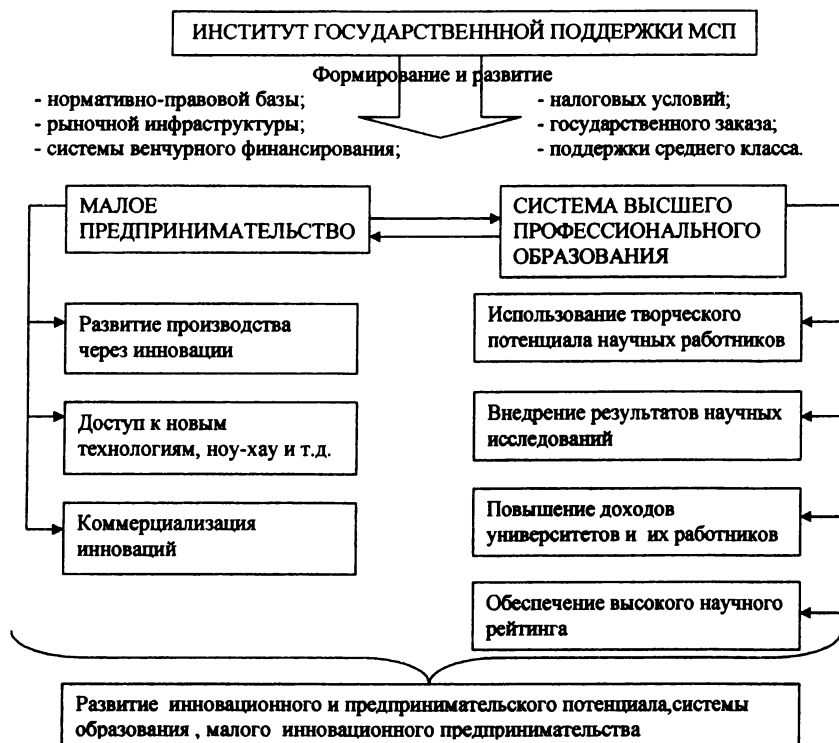 ИНСТИТУТ ГОСУДАРСТВЕНННОЙ ПОДДЕРЖКИ МСП
Формирование и развитие
- нормативно-правовой базы;
- рыночной инфраструктуры;
- системы венчурного финансирования;
- налоговых условий;
- государственного заказа;
- поддержки среднего класса.
МАЛОЕ
ПРЕДПРИНИМАТЕЛЬСТВО
СИСТЕМА ВЫСШЕГО
ПРОФЕССИОНАЛЬНОГО
ОБРАЗОВАНИЯ
Развитие производства
через инновации
Доступ к новым
технологиям, ноу-хау и т.д.
Коммерциализация
инноваций
Использование творческого
потенциала научных работников
Внедрение результатов научных
исследований
Повышение доходов
университетов и их работников
Обеспечение высокого научного
рейтинга
Развитие инновационного и предпринимательского потенциала,системы
образования , малого инновационного предпринимательства